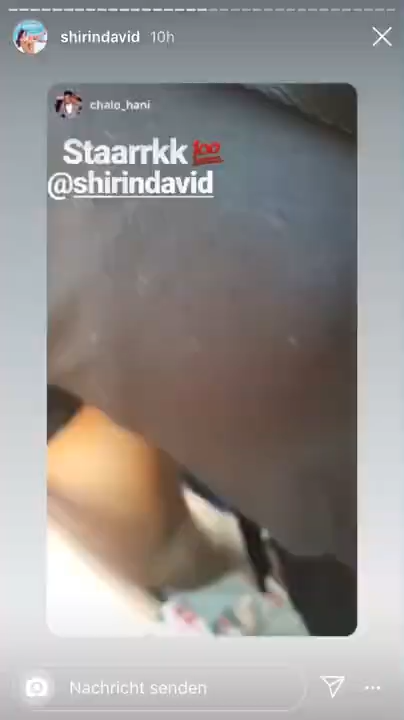 shirindavid 10h
chalo_hani
Staarrkk💯
@shirindavid
Nachricht senden